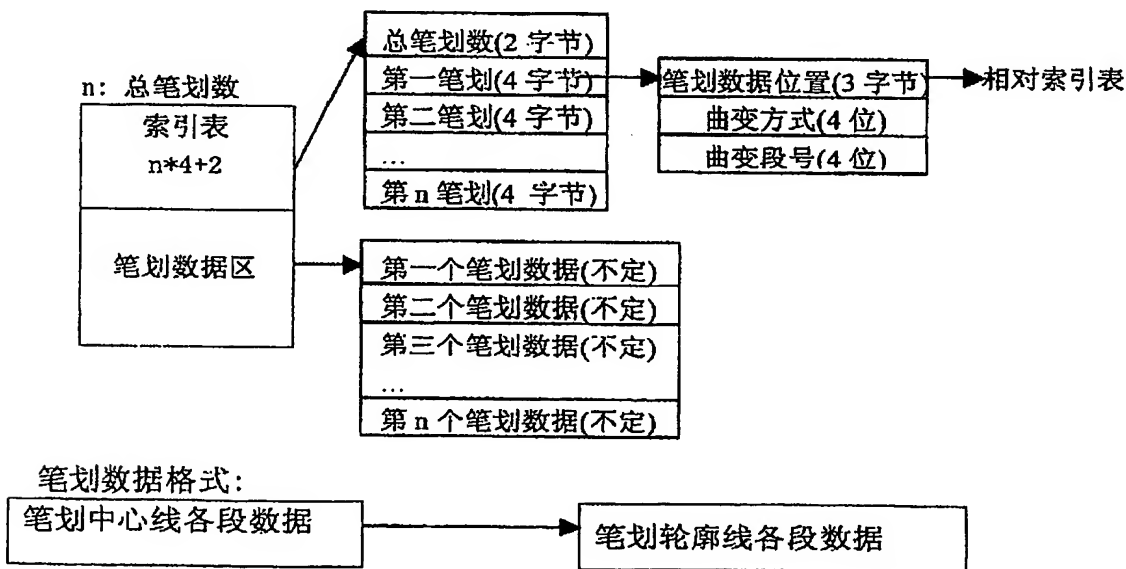 n: 总笔划数
索引表
n*4+2
笔划数据区
总笔划数(2 字节)
第一笔划(4 字节)
第二笔划(4 字节)
...
第 n 笔划(4 字节)
笔划数据位置(3 字节)
曲变方式(4 位)
曲变段号(4 位)
相对索引表
第一个笔划数据(不定)
第二个笔划数据(不定)
第三个笔划数据(不定)
...
第 n 个笔划数据(不定)
笔划数据格式:
笔划中心线各段数据
笔划轮廓线各段数据